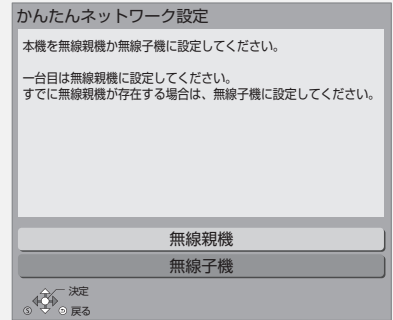 かんたんネットワーク設定
本機を無線親機か無線子機に設定してください。
一台目は無線親機に設定してください。
すでに無線親機が存在する場合は、無線子機に設定してください。
無線親機
無線子機
決定
S 戻る